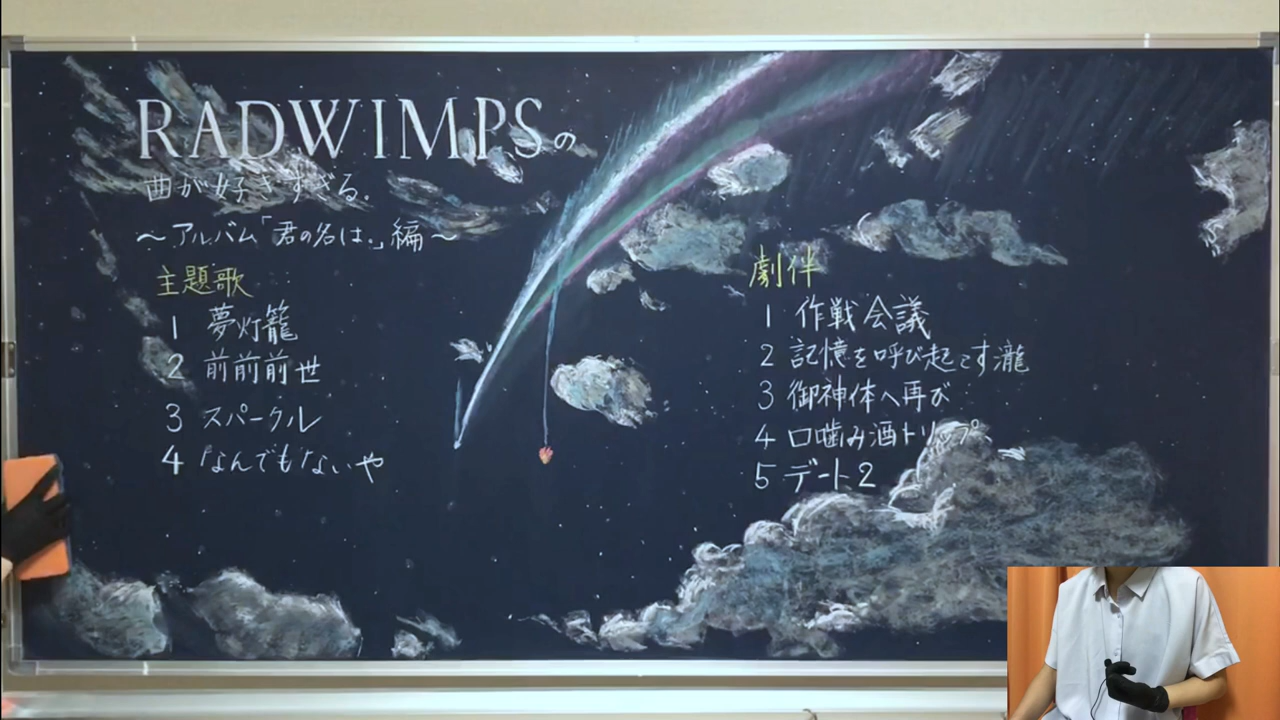 RADWIMPSの
曲が好きすぎる。
～アルバム「君の名は。」編～
主題歌
1 夢灯籠
2 前前前世
3 スパークル
4 なんでもないや
劇伴
1 作戦会議
2 記憶を呼び起こす瀧
3 御神体へ再び
4 口噛み酒トリップ
5 デート2